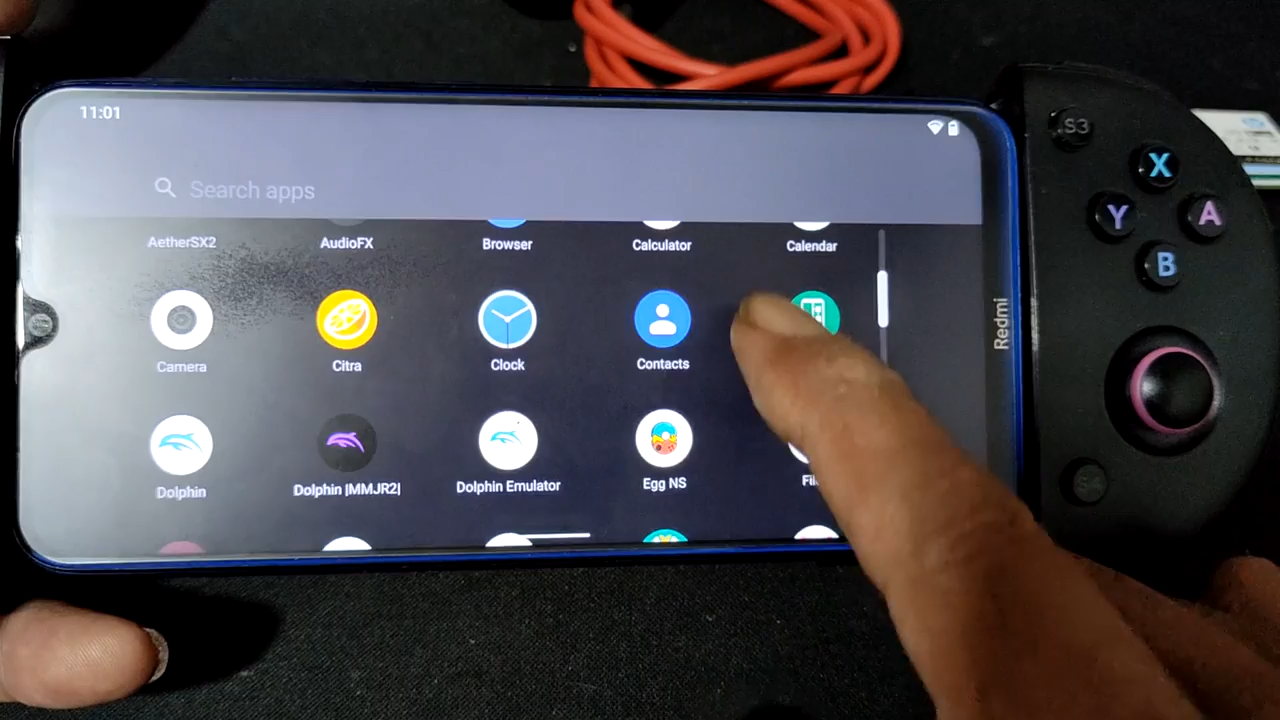 11:01
Search apps
AetherSX2
AudioFX
Browser
Calculator
Calendar
Camera
Citra
Clock
Contacts
Dolphin
Dolphin |MMJR2|
Dolphin Emulator
Egg NS
Redmi
S3
X
Y
A
B
S4